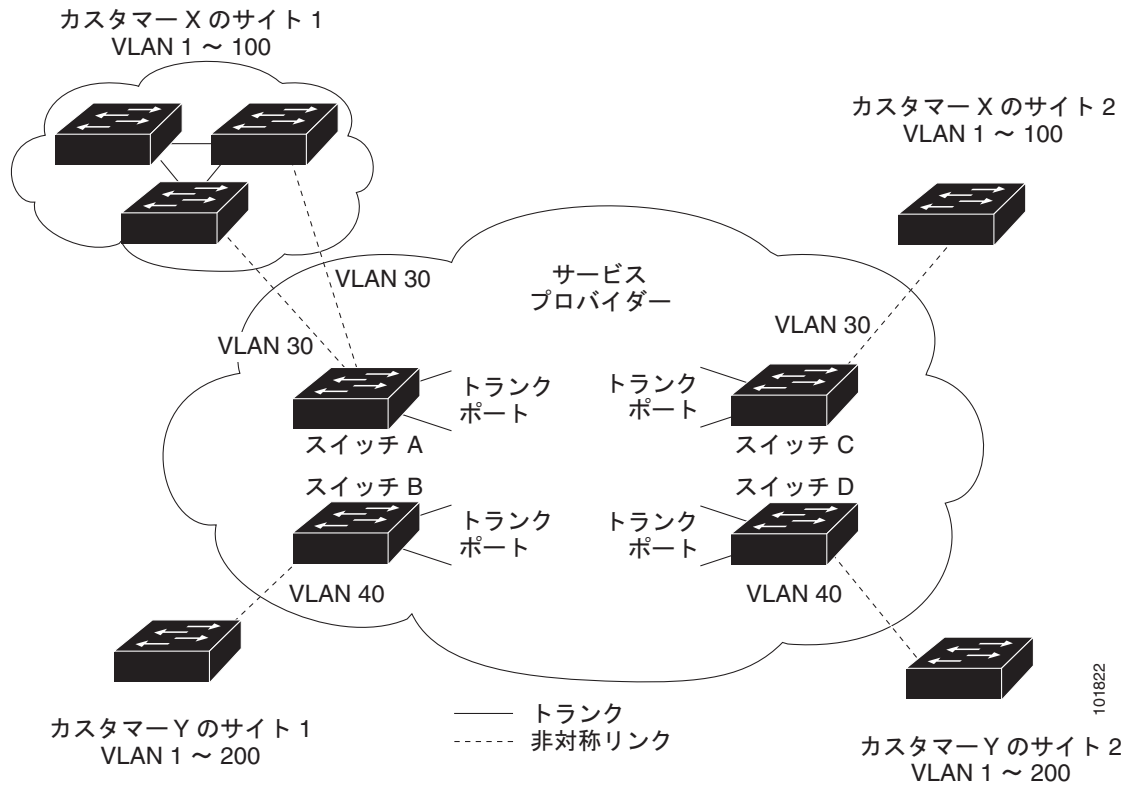 カスタマー X のサイト 1
VLAN 1 ～ 100
カスタマー X のサイト 2
VLAN 1 ～ 100
サービス
プロバイダー
VLAN 30
VLAN 30
VLAN 30
トランク
ポート
トランク
ポート
スイッチ A
スイッチ C
スイッチ B
スイッチ D
トランク
ポート
トランク
ポート
VLAN 40
VLAN 40
カスタマー Y のサイト 1
VLAN 1 ～ 200
トランク
非対称リンク
カスタマー Y のサイト 2
VLAN 1 ～ 200
101822